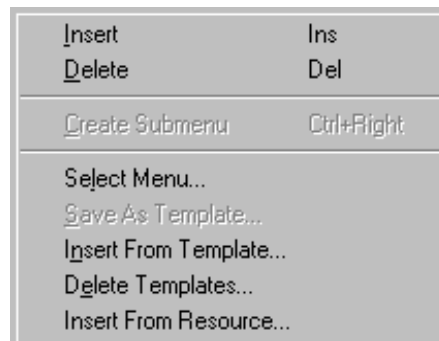 Insert Ins
Delete Del
Create Submenu Ctrl+Right
Select Menu...
Save As Template...
Insert From Template...
Delete Templates...
Insert From Resource...